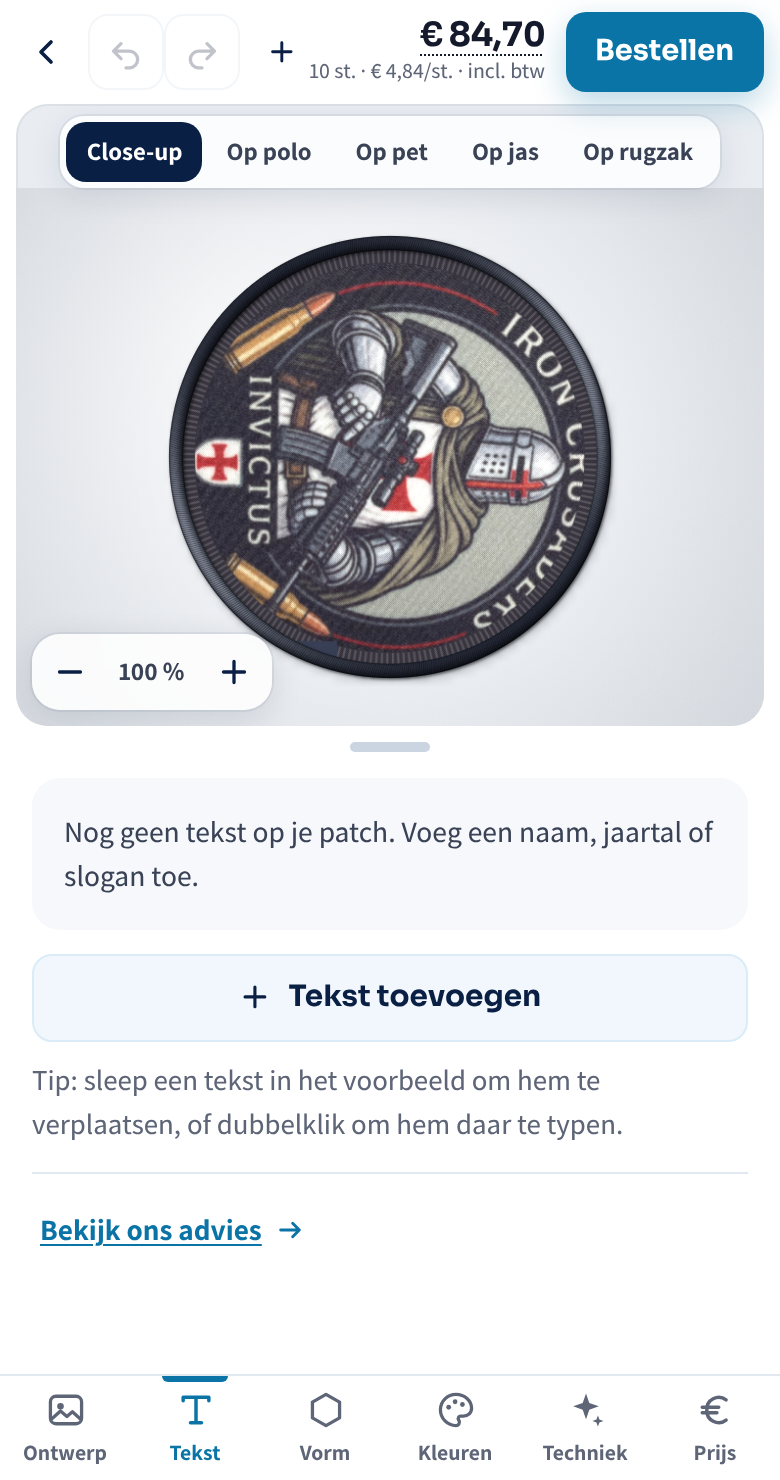 € 84,70
10 st. · € 4,84/st. · incl. btw
Bestellen
Close-up
Op polo
Op pet
Op jas
Op rugzak
IRON CRUSADERS
INVICTUS
100 %
Nog geen tekst op je patch. Voeg een naam, jaartal of
slogan toe.
Tekst toevoegen
Tip: sleep een tekst in het voorbeeld om hem te
verplaatsen, of dubbelklik om hem daar te typen.
Bekijk ons advies
Ontwerp
Tekst
Vorm
Kleuren
Techniek
Prijs